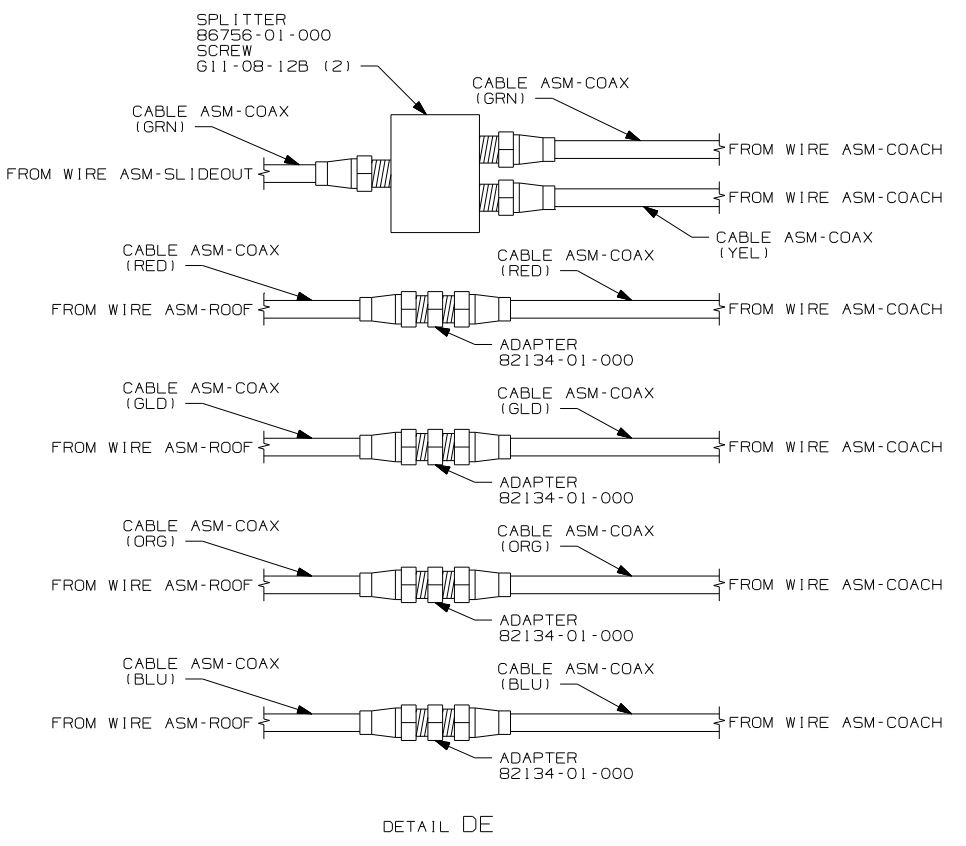 SPLITTER
86756-01-000
SCREW
G11-08-12B (2)
CABLE ASM-COAX
(GRN)
CABLE ASM-COAX
(GRN)
FROM WIRE ASM-COACH
FROM WIRE ASM-SLIDEOUT
FROM WIRE ASM-COACH
CABLE ASM-COAX
(YEL)
CABLE ASM-COAX
(RED)
CABLE ASM-COAX
(RED)
FROM WIRE ASM-ROOF
FROM WIRE ASM-COACH
ADAPTER
82134-01-000
CABLE ASM-COAX
(GLD)
CABLE ASM-COAX
(GLD)
FROM WIRE ASM-ROOF
FROM WIRE ASM-COACH
ADAPTER
82134-01-000
CABLE ASM-COAX
(ORG)
CABLE ASM-COAX
(ORG)
FROM WIRE ASM-ROOF
FROM WIRE ASM-COACH
ADAPTER
82134-01-000
CABLE ASM-COAX
(BLU)
CABLE ASM-COAX
(BLU)
FROM WIRE ASM-ROOF
FROM WIRE ASM-COACH
ADAPTER
82134-01-000
DETAIL DE